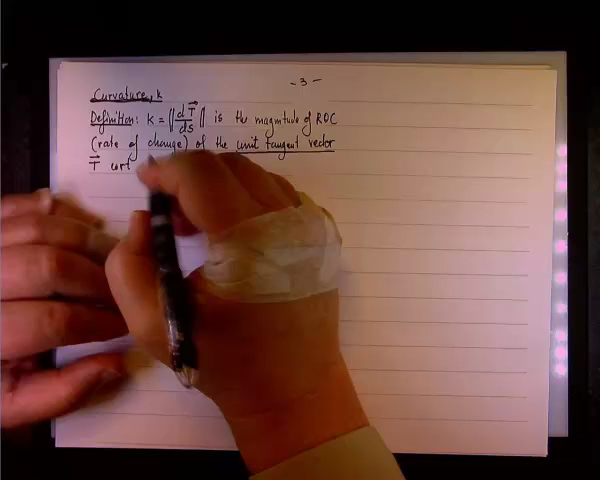 - 3 -
Curvature, k
Definition: k = ‖dT⃗/ds‖ is the magnitude of ROC
(rate of change) of the unit tangent vector
T⃗ wrt